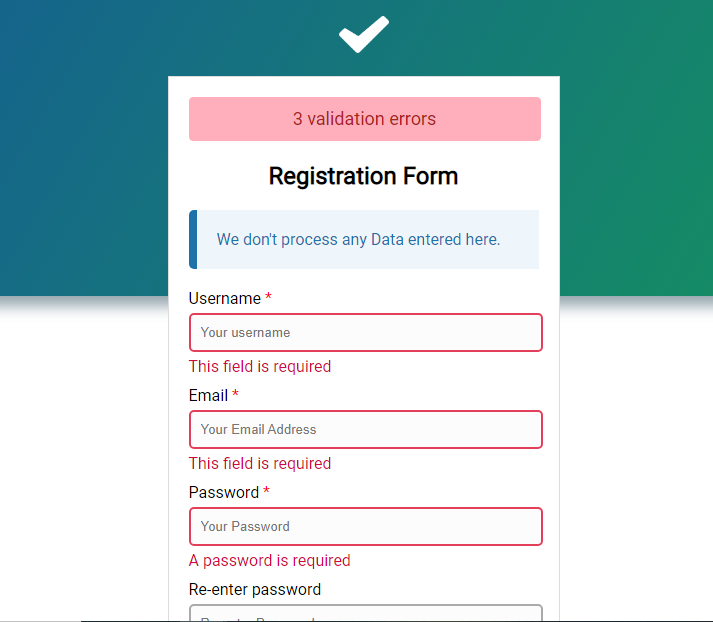 3 validation errors
Registration Form
We don't process any Data entered here.
Username *
Your username
This field is required
Email *
Your Email Address
This field is required
Password *
Your Password
A password is required
Re-enter password